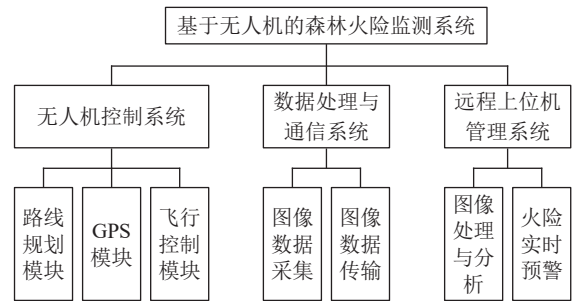 基于无人机的森林火险监测系统
无人机控制系统
数据处理与
通信系统
远程上位机
管理系统
路线
规划
模块
GPS
模块
飞行
控制
模块
图像
数据
采集
图像
数据
传输
图像
处理
与分
析
火险
实时
预警